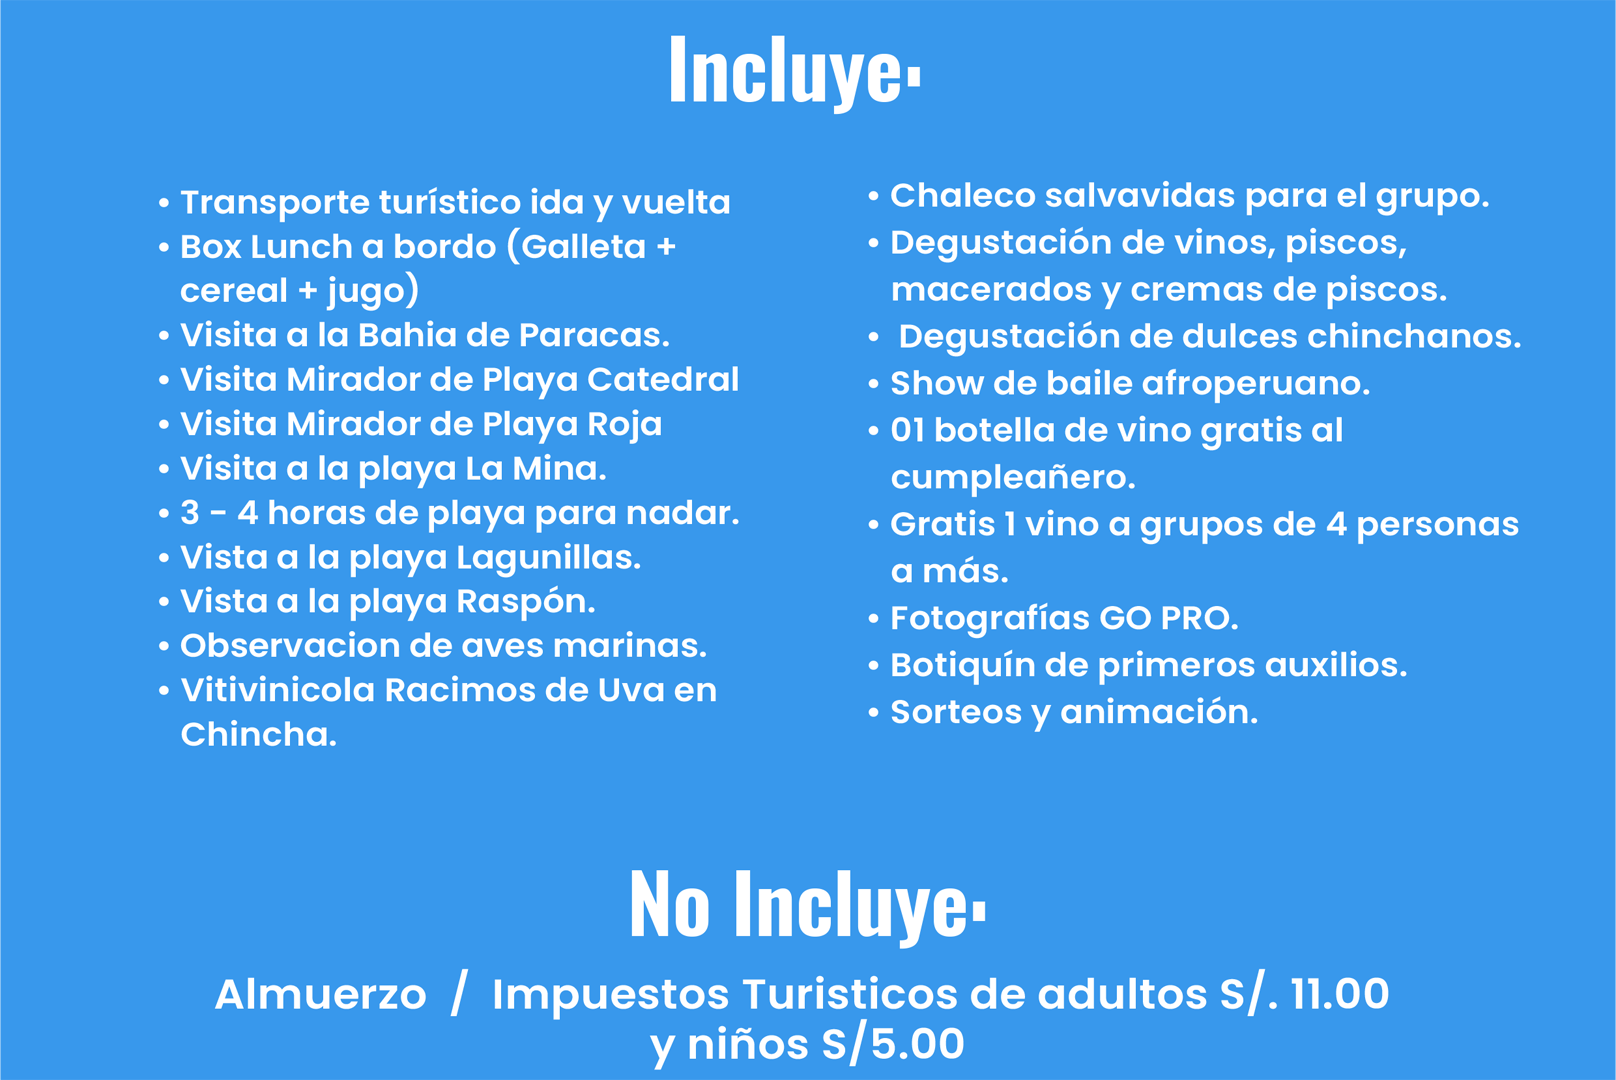 Incluye:
• Transporte turístico ida y vuelta
• Box Lunch a bordo (Galleta +
cereal + jugo)
• Visita a la Bahia de Paracas.
• Visita Mirador de Playa Catedral
• Visita Mirador de Playa Roja
• Visita a la playa La Mina.
• 3 - 4 horas de playa para nadar.
• Vista a la playa Lagunillas.
• Vista a la playa Raspón.
• Observacion de aves marinas.
• Vitivinicola Racimos de Uva en
Chincha.
• Chaleco salvavidas para el grupo.
• Degustación de vinos, piscos,
macerados y cremas de piscos.
• Degustación de dulces chinchanos.
• Show de baile afroperuano.
• 01 botella de vino gratis al
cumpleañero.
• Gratis 1 vino a grupos de 4 personas
a más.
• Fotografías GO PRO.
• Botiquín de primeros auxilios.
• Sorteos y animación.
No Incluye:
Almuerzo / Impuestos Turisticos de adultos S/. 11.00
y niños S/5.00